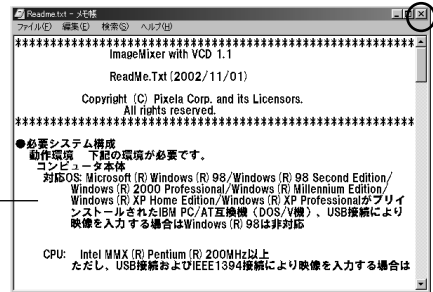 Readme.txt - メモ帳
ファイル(F) 編集(E) 検索(S) ヘルプ(H)
************************************************************
ImageMixer with VCD 1.1
ReadMe.Txt (2002/11/01)
Copyright (C) Pixela Corp. and its Licensors.
All rights reserved.
************************************************************
●必要システム構成
動作環境 下記の環境が必要です。
コンピュータ本体
対応OS: Microsoft (R) Windows (R) 98/Windows (R) 98 Second Edition/
Windows (R) 2000 Professional/Windows (R) Millennium Edition/
Windows (R) XP Home Edition/Windows (R) XP Professionalがプリイ
ンストールされたIBM PC/AT互換機 (DOS/V機) 、USB接続により
映像を入力する場合はWindows (R) 98は非対応
CPU: Intel MMX (R) Pentium (R) 200MHz以上
ただし、USB接続およびIEEE1394接続により映像を入力する場合は